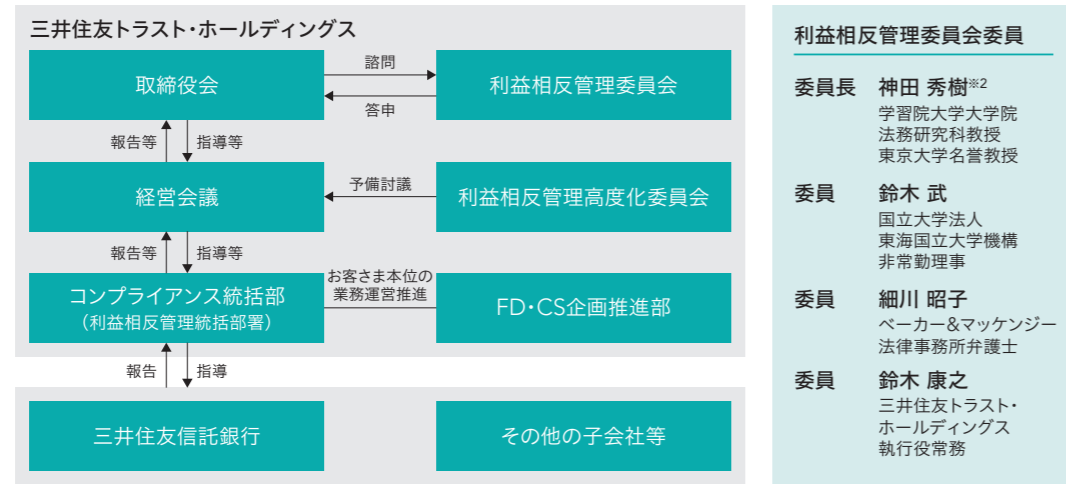 三井住友トラスト・ホールディングス
取締役会
諮問
答申
利益相反管理委員会
報告等
指導等
経営会議
予備討議
利益相反管理高度化委員会
報告等
指導等
コンプライアンス統括部
(利益相反管理統括部署)
お客さま本位の
業務運営推進
FD・CS企画推進部
報告
指導
三井住友信託銀行
その他の子会社等
利益相反管理委員会委員
委員長 神田 秀樹※2
学習院大学大学院
法務研究科教授
東京大学名誉教授
委員 鈴木 武
国立大学法人
東海国立大学機構
非常勤理事
委員 細川 昭子
ベーカー&マッケンジー
法律事務所弁護士
委員 鈴木 康之
三井住友トラスト・
ホールディングス
執行役常務